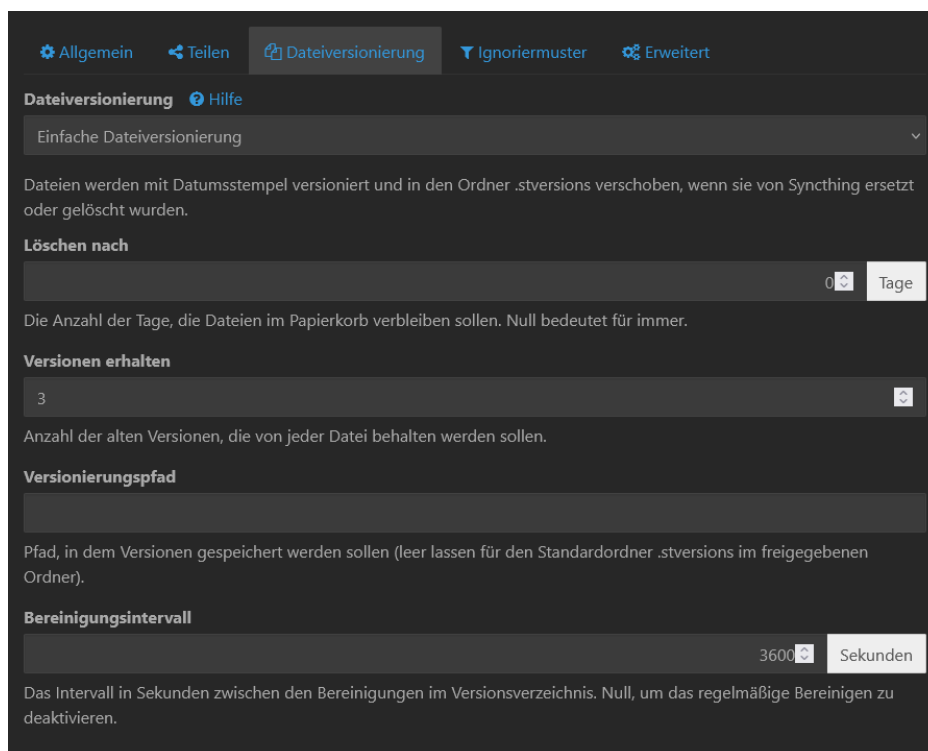 Allgemein Teilen Dateiversionierung Ignoriermuster Erweitert
Dateiversionierung Hilfe
Einfache Dateiversionierung
Dateien werden mit Datumsstempel versioniert und in den Ordner .stversions verschoben, wenn sie von Syncthing ersetzt
oder gelöscht wurden.
Löschen nach
0 Tage
Die Anzahl der Tage, die Dateien im Papierkorb verbleiben sollen. Null bedeutet für immer.
Versionen erhalten
3
Anzahl der alten Versionen, die von jeder Datei behalten werden sollen.
Versionierungspfad
Pfad, in dem Versionen gespeichert werden sollen (leer lassen für den Standardordner .stversions im freigegebenen
Ordner).
Bereinigungsintervall
3600 Sekunden
Das Intervall in Sekunden zwischen den Bereinigungen im Versionsverzeichnis. Null, um das regelmäßige Bereinigen zu
deaktivieren.